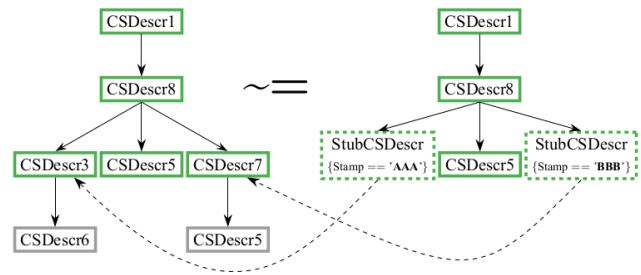 CSDescr1
CSDescr8
CSDescr3 CSDescr5 CSDescr7
CSDescr6 CSDescr5
~=
CSDescr1
CSDescr8
StubCSDescr
{Stamp == 'AAA'}
CSDescr5
StubCSDescr
{Stamp == 'BBB'}